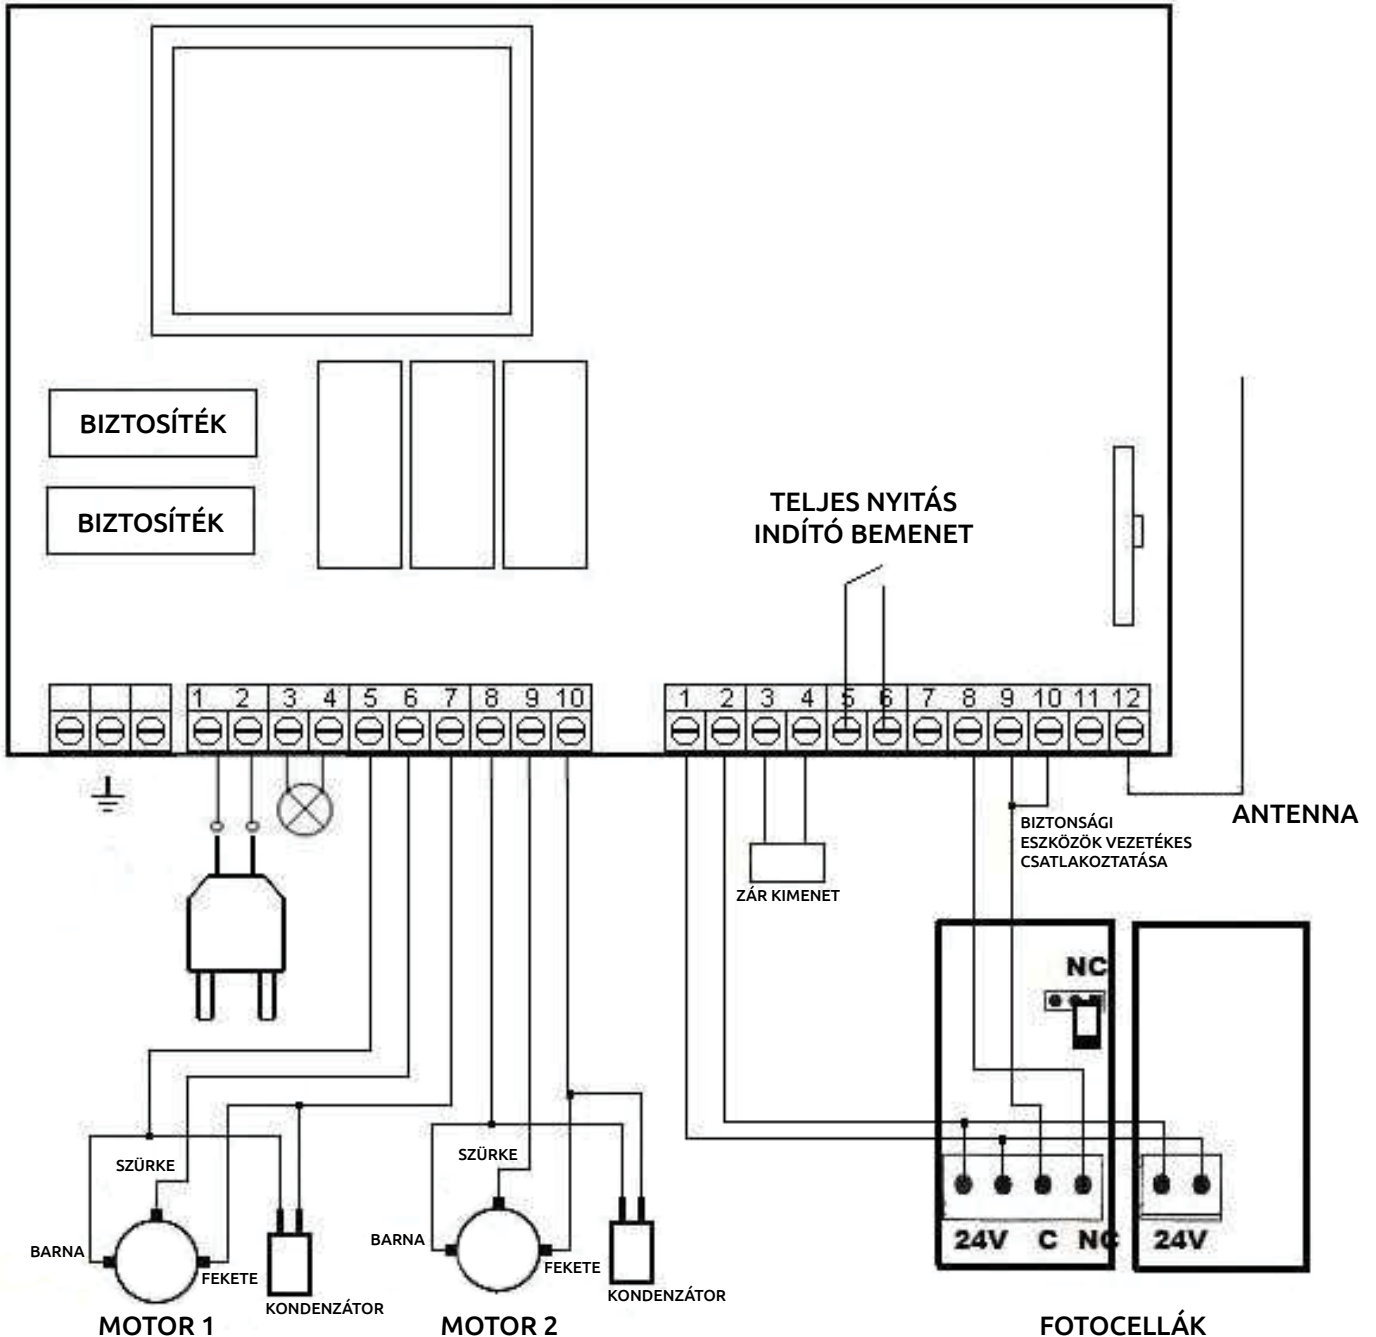 BIZTOSÍTÉK
BIZTOSÍTÉK
TELJES NYITÁS
INDÍTÓ BEMENET
1 2 3 4 5 6 7 8 9 10
1 2 3 4 5 6 7 8 9 10 11 12
ANTENNA
BIZTONSÁGI
ESZKÖZÖK VEZETÉKES
CSATLAKOZTATÁSA
ZÁR KIMENET
NC
SZÜRKE
BARNA
FEKETE
KONDENZÁTOR
MOTOR 1
SZÜRKE
BARNA
FEKETE
KONDENZÁTOR
MOTOR 2
24V C NC
24V
FOTOCELLÁK